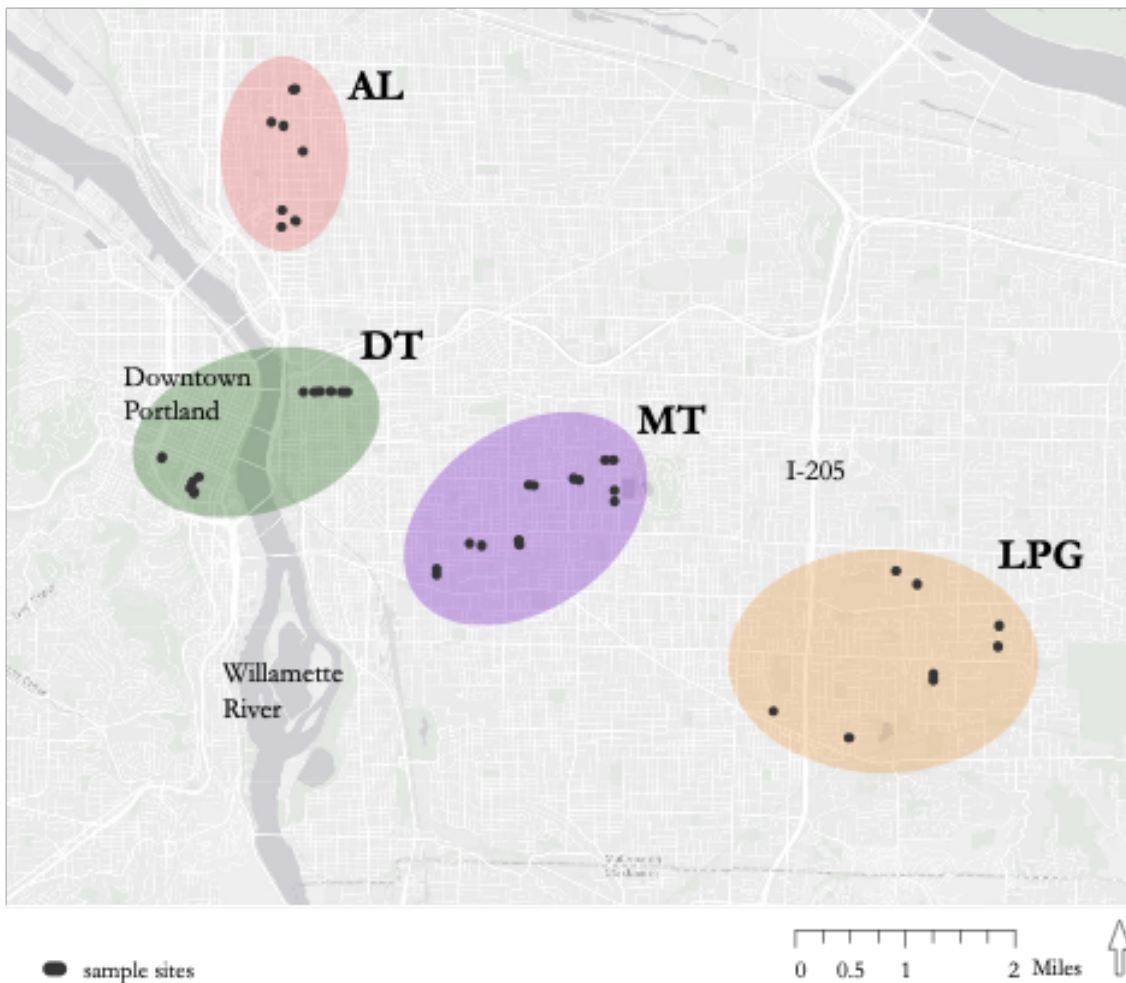 AL
DT
Downtown
Portland
MT
I-205
LPG
Willamette
River
0 0.5 1 2 Miles
sample sites